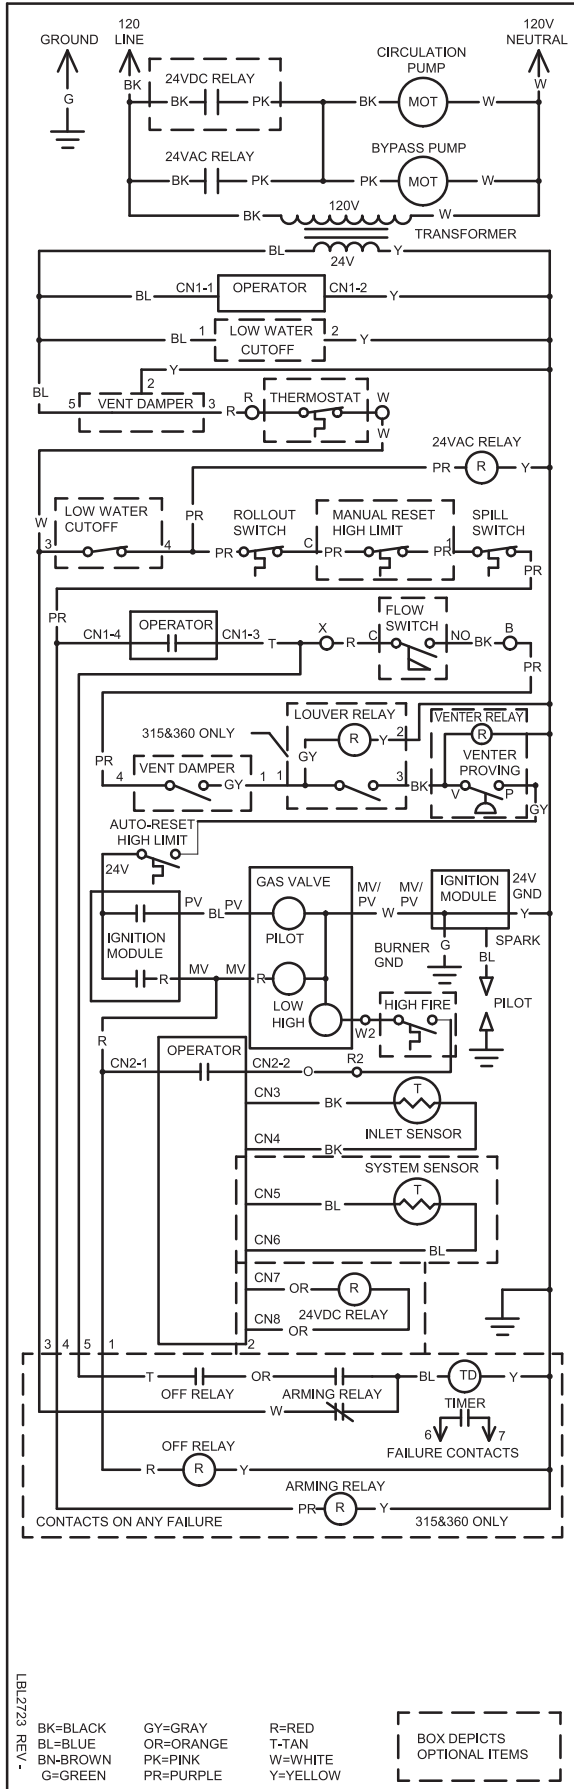 GROUND
120
LINE
120V
NEUTRAL
CIRCULATION
PUMP
BK
W
G
24VDC RELAY
BK
PK
BK
MOT
W
24VAC RELAY
BYPASS PUMP
BK
PK
PK
MOT
W
120V
BK
W
TRANSFORMER
BL
Y
24V
BL
CN1-1
OPERATOR
CN1-2
Y
BL
1
LOW WATER
CUTOFF
2
Y
Y
BL
5
2
VENT DAMPER
3
R
R
THERMOSTAT
W
W
24VAC RELAY
PR
R
Y
W
LOW WATER
CUTOFF
PR
ROLLOUT
SWITCH
MANUAL RESET
HIGH LIMIT
SPILL
SWITCH
3
4
PR
C
PR
PR
1
PR
PR
CN1-4
OPERATOR
CN1-3
T
X
R
C
FLOW
SWITCH
NO
BK
B
PR
315&360 ONLY
LOUVER RELAY
R
Y
2
GY
VENTER RELAY
R
VENTER
PROVING
PR
4
VENT DAMPER
GY
1
1
3
BK
V
P
GY
AUTO-RESET
HIGH LIMIT
24V
PV
BL
PV
GAS VALVE
PILOT
MV/
PV
W
MV/
PV
IGNITION
MODULE
24V
GND
Y
IGNITION
MODULE
R
MV
MV
R
LOW
HIGH
BURNER
GND
G
BL
SPARK
PILOT
R
W2
HIGH FIRE
CN2-1
OPERATOR
CN2-2
O
R2
CN3
BK
T
INLET SENSOR
CN4
BK
SYSTEM SENSOR
CN5
BL
T
CN6
BL
CN7
OR
R
24VDC RELAY
CN8
OR
3
4
5
1
2
T
OFF RELAY
OR
ARMING RELAY
BL
TD
Y
TIMER
W
6
7
FAILURE CONTACTS
OFF RELAY
R
R
Y
ARMING RELAY
PR
R
Y
CONTACTS ON ANY FAILURE
315&360 ONLY
LBL2723 REV -
BK=BLACK
GY=GRAY
R=RED
BL=BLUE
OR=ORANGE
T-TAN
BN-BROWN
PK=PINK
W=WHITE
G=GREEN
PR=PURPLE
Y=YELLOW
BOX DEPICTS
OPTIONAL ITEMS